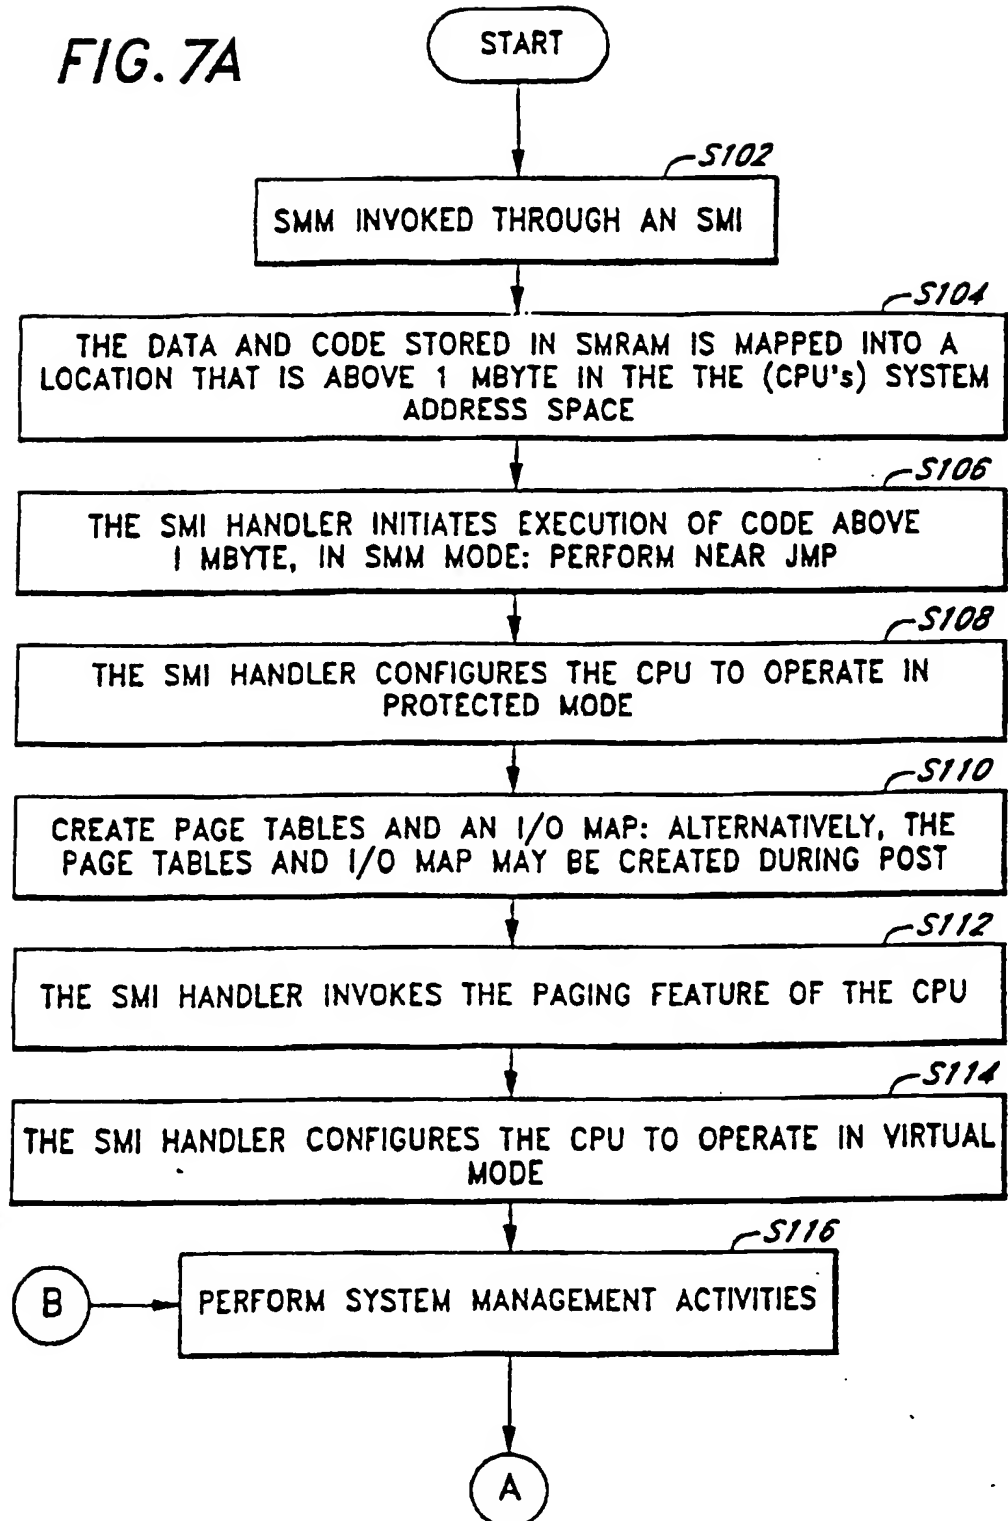 FIG. 7A
START
S102
SMM INVOKED THROUGH AN SMI
S104
THE DATA AND CODE STORED IN SMRAM IS MAPPED INTO A
LOCATION THAT IS ABOVE 1 MBYTE IN THE THE (CPU's) SYSTEM
ADDRESS SPACE
S106
THE SMI HANDLER INITIATES EXECUTION OF CODE ABOVE
1 MBYTE, IN SMM MODE: PERFORM NEAR JMP
S108
THE SMI HANDLER CONFIGURES THE CPU TO OPERATE IN
PROTECTED MODE
S110
CREATE PAGE TABLES AND AN I/O MAP: ALTERNATIVELY, THE
PAGE TABLES AND I/O MAP MAY BE CREATED DURING POST
S112
THE SMI HANDLER INVOKES THE PAGING FEATURE OF THE CPU
S114
THE SMI HANDLER CONFIGURES THE CPU TO OPERATE IN VIRTUAL
MODE
S116
B
PERFORM SYSTEM MANAGEMENT ACTIVITIES
A